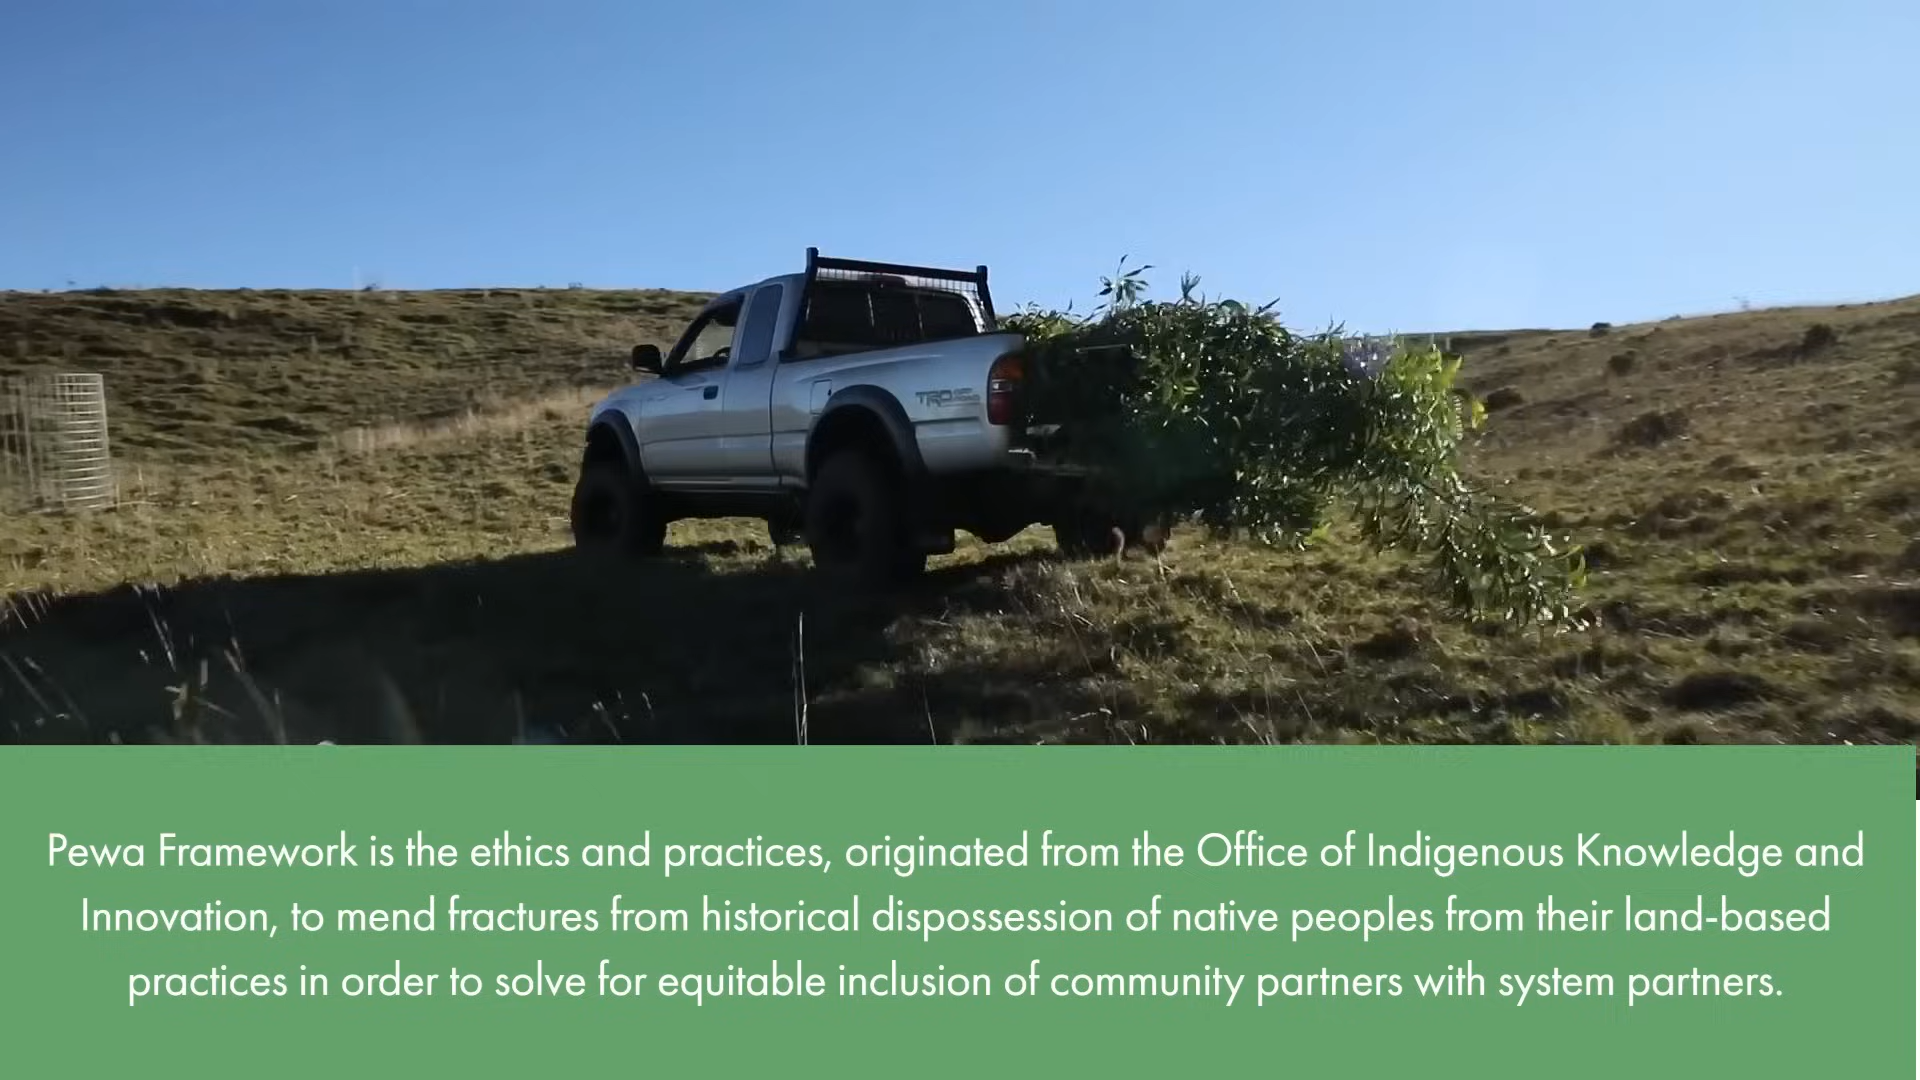 TRD
Pewa Framework is the ethics and practices, originated from the Office of Indigenous Knowledge and
Innovation, to mend fractures from historical dispossession of native peoples from their land-based
practices in order to solve for equitable inclusion of community partners with system partners.